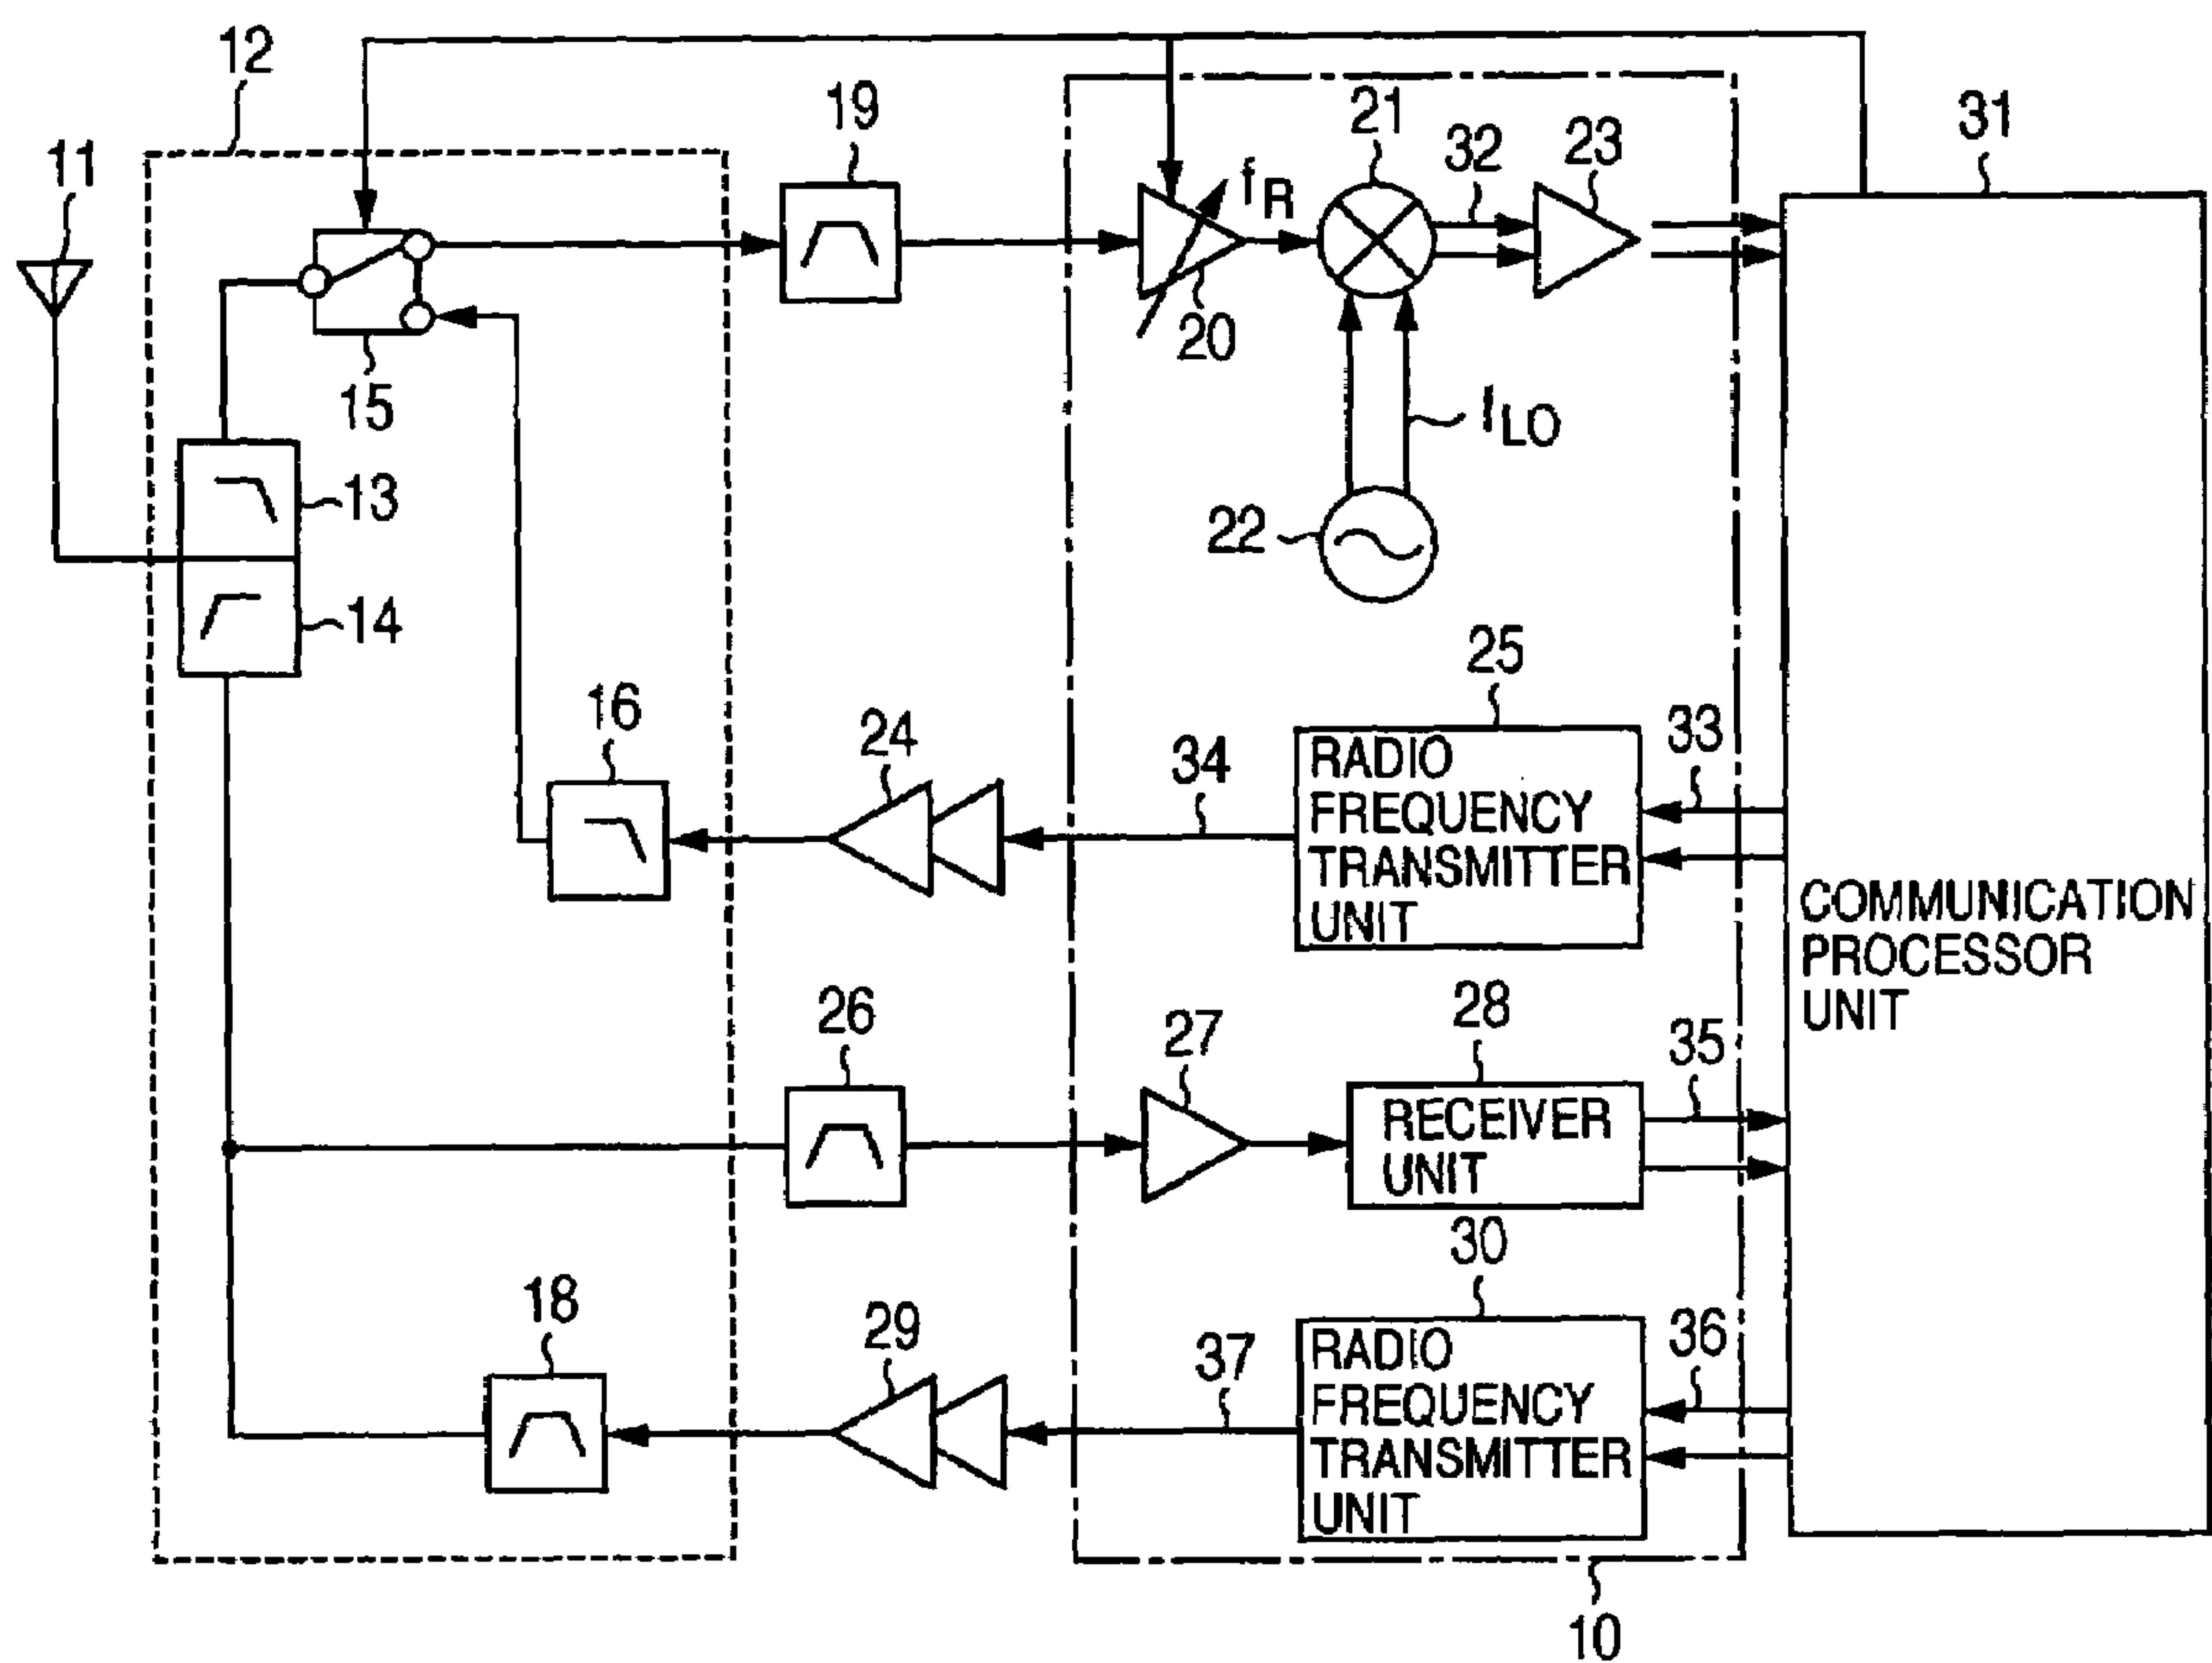 12
11
19
21
32
23
31
fR
20
15
fLO
13
22
14
25
16
24
34
33
RADIO
FREQUENCY
TRANSMITTER
UNIT
COMMUNICATION
PROCESSOR
UNIT
26
27
28
35
RECEIVER
UNIT
30
18
29
37
36
RADIO
FREQUENCY
TRANSMITTER
UNIT
10